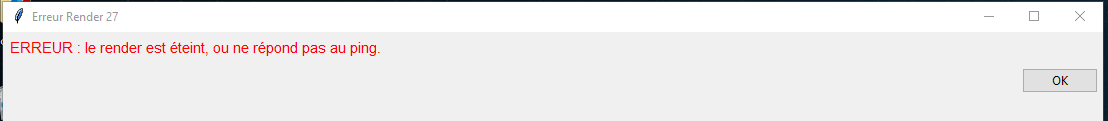 Erreur Render 27
ERREUR : le render est éteint, ou ne répond pas au ping.
OK